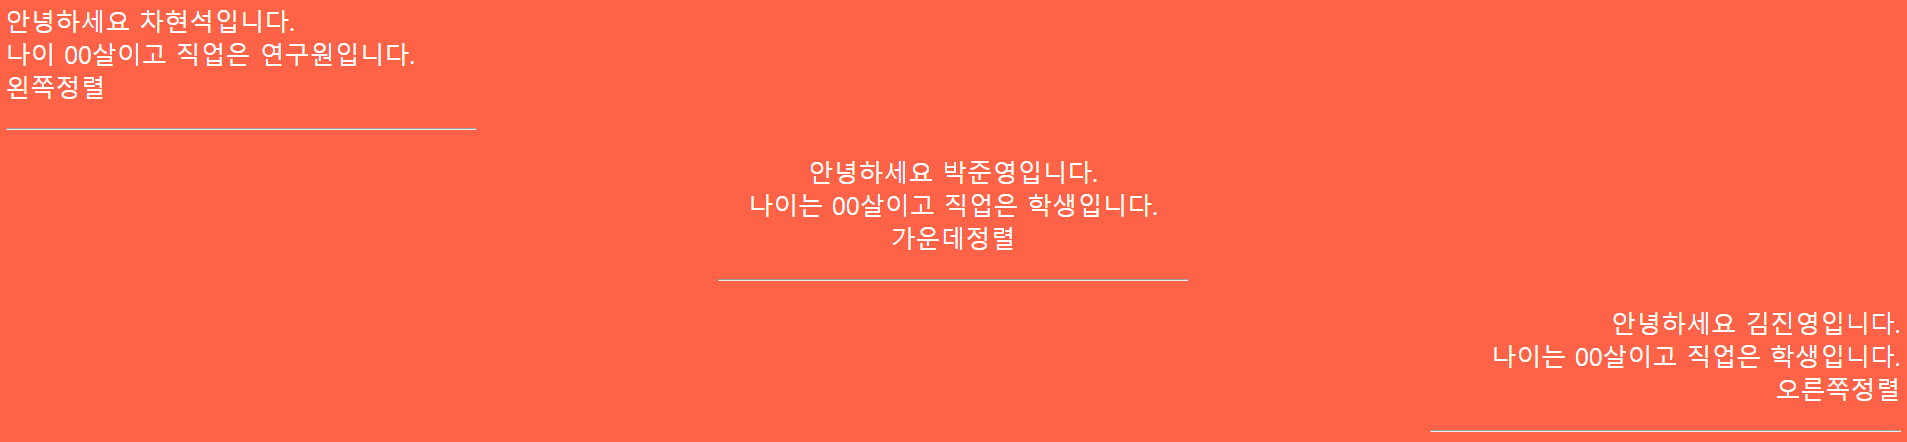 안녕하세요 차현석입니다.
나이 00살이고 직업은 연구원입니다.
왼쪽정렬
안녕하세요 박준영입니다.
나이는 00살이고 직업은 학생입니다.
가운데정렬
안녕하세요 김진영입니다.
나이는 00살이고 직업은 학생입니다.
오른쪽정렬